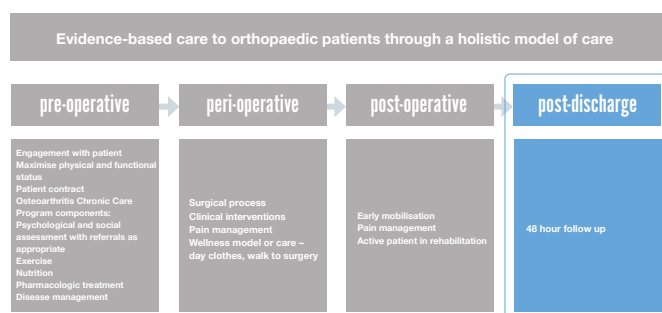 Evidence-based care to orthopaedic patients through a holistic model of care
pre-operative
peri-operative
post-operative
post-discharge
Engagement with patient
Maximise physical and functional
status
Patient contract
Osteoarthritis Chronic Care
Program components:
Psychological and social
assessment with referrals as
appropriate
Exercise
Nutrition
Pharmacologic treatment
Disease management
Surgical process
Clinical interventions
Pain management
Wellness model or care –
day clothes, walk to surgery
Early mobilisation
Pain management
Active patient in rehabilitation
48 hour follow up